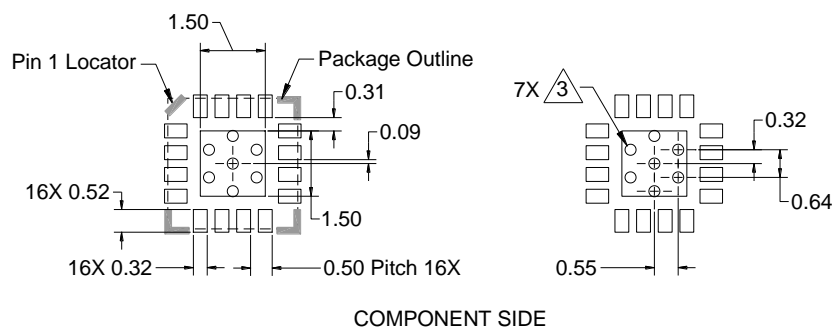 1.50
Pin 1 Locator
Package Outline
0.31
0.09
16X 0.52
1.50
16X 0.32
0.50 Pitch 16X
7X 3
0.32
0.64
0.55
COMPONENT SIDE